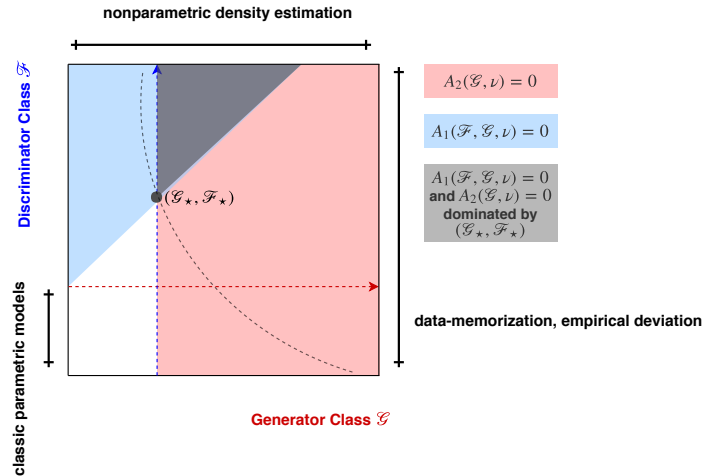 nonparametric density estimation
Discriminator Class ℱ
A₂(𝒢, ν) = 0
A₁(ℱ, 𝒢, ν) = 0
A₁(ℱ, 𝒢, ν) = 0
and A₂(𝒢, ν) = 0
dominated by
(𝒢⋆, ℱ⋆)
(𝒢⋆, ℱ⋆)
classic parametric models
data-memorization, empirical deviation
Generator Class 𝒢